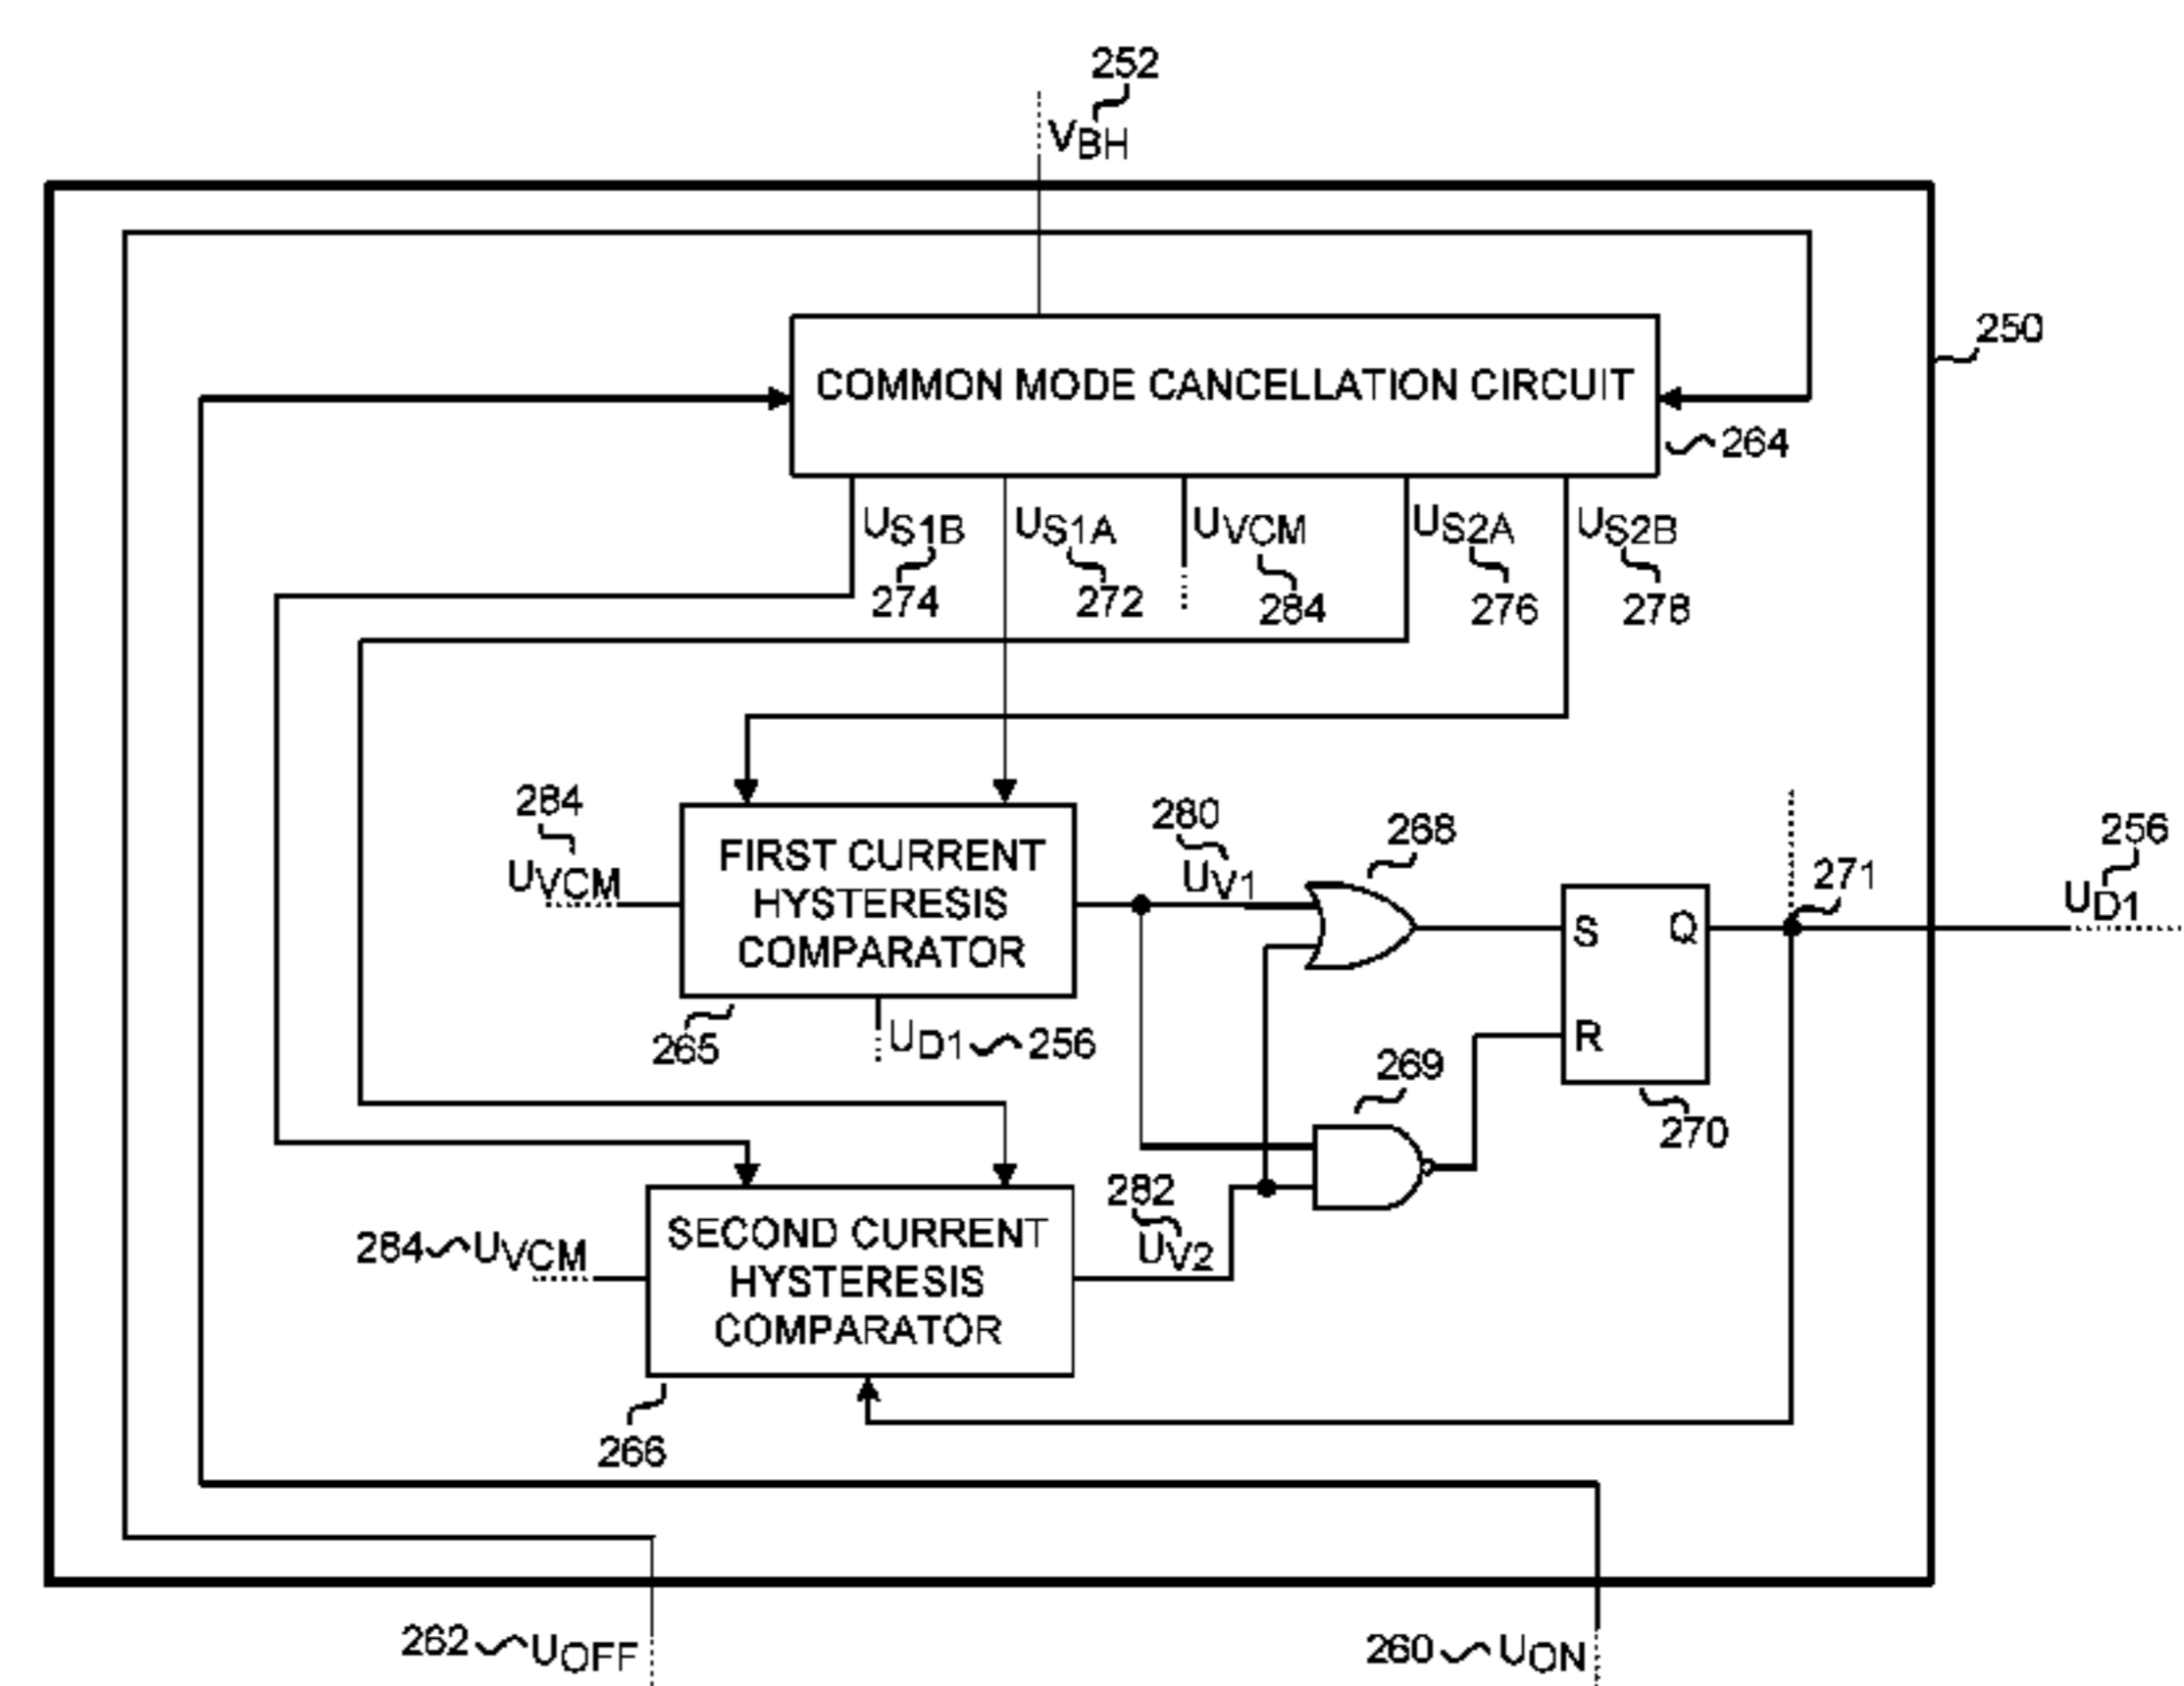 252
VBH
250
COMMON MODE CANCELLATION CIRCUIT
264
US1B
US1A
UVCM
US2A
US2B
274
272
284
276
278
284
UVCM
FIRST CURRENT
HYSTERESIS
COMPARATOR
265
UD1 256
280
UV1
268
S
Q
R
270
271
256
UD1
269
282
UV2
284 UVCM
SECOND CURRENT
HYSTERESIS
COMPARATOR
266
262 UOFF
260 UON